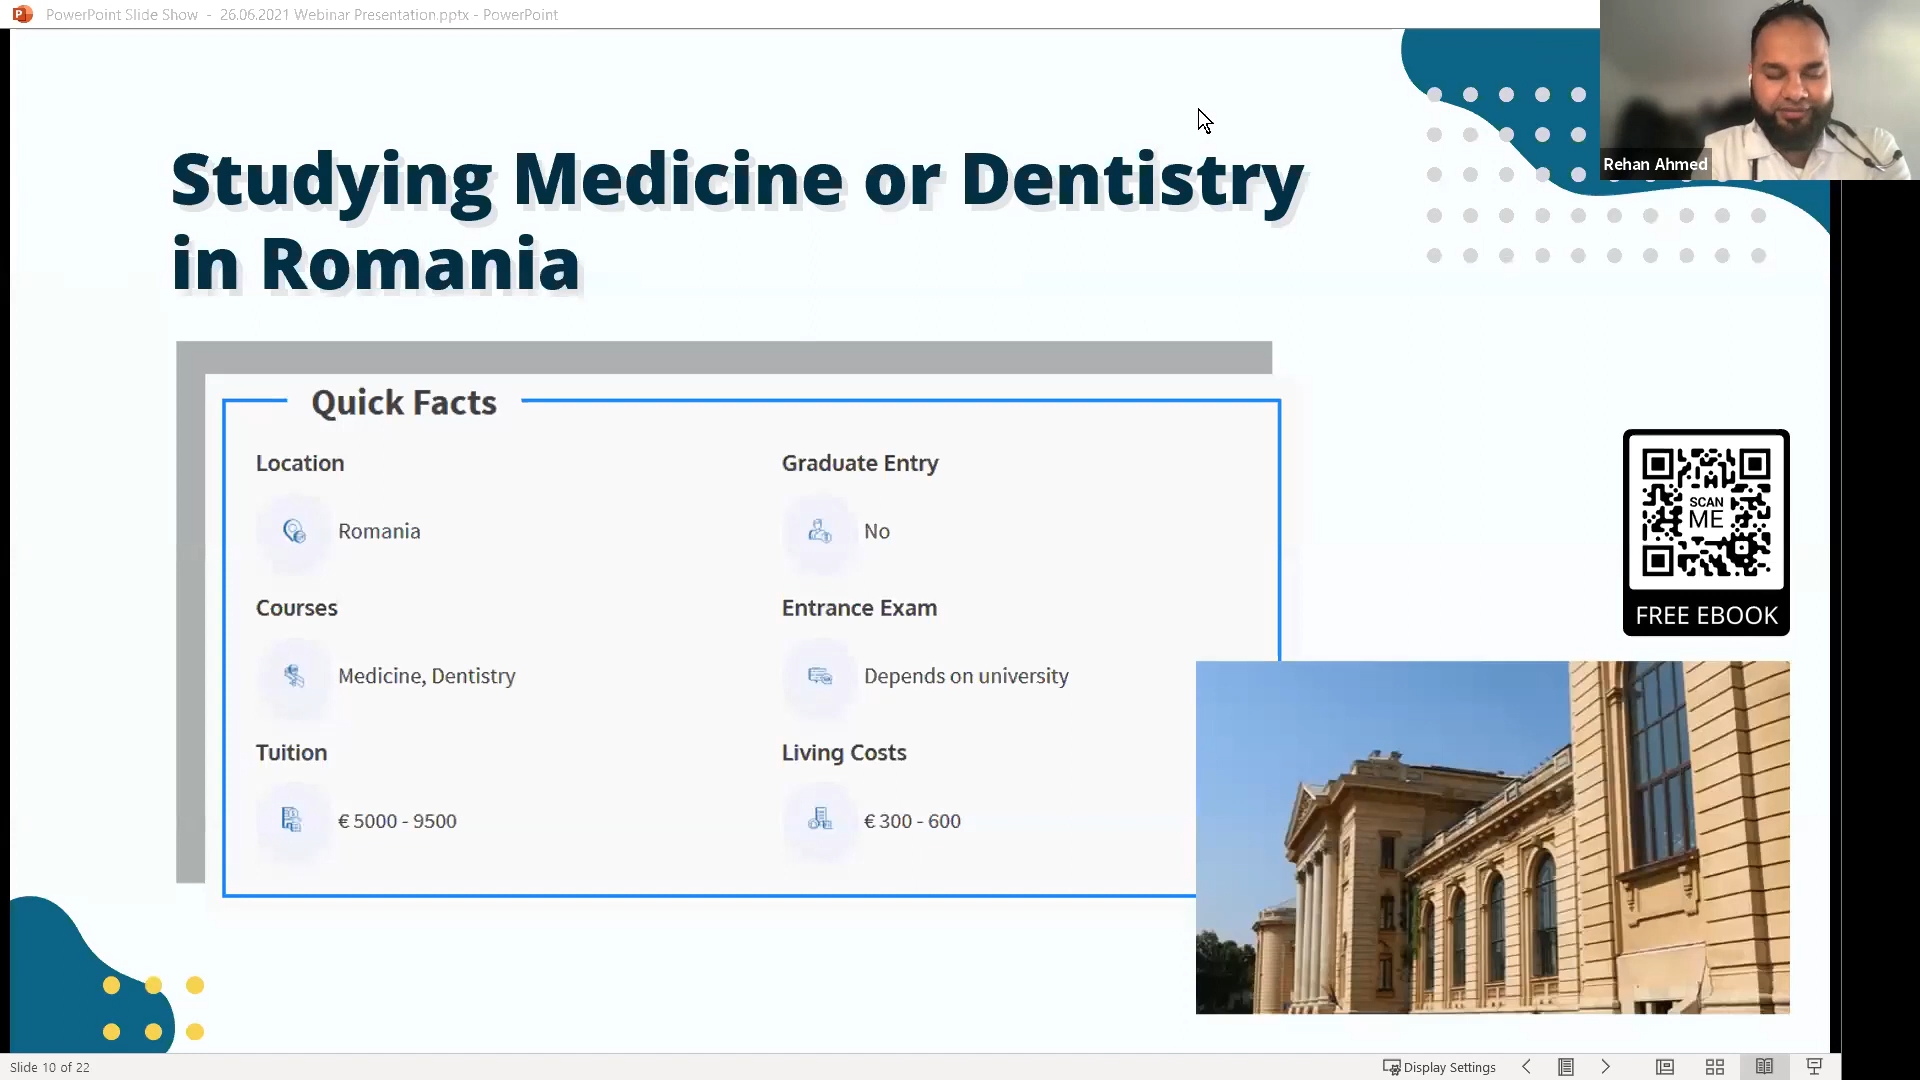 PowerPoint Slide Show - 26.06.2021 Webinar Presentation.pptx - PowerPoint
Rehan Ahmed
Studying Medicine or Dentistry
in Romania
Quick Facts
Location
Romania
Graduate Entry
No
Courses
Medicine, Dentistry
Entrance Exam
Depends on university
Tuition
€ 5000 - 9500
Living Costs
€ 300 - 600
SCAN
ME
FREE EBOOK
Slide 10 of 22
Display Settings